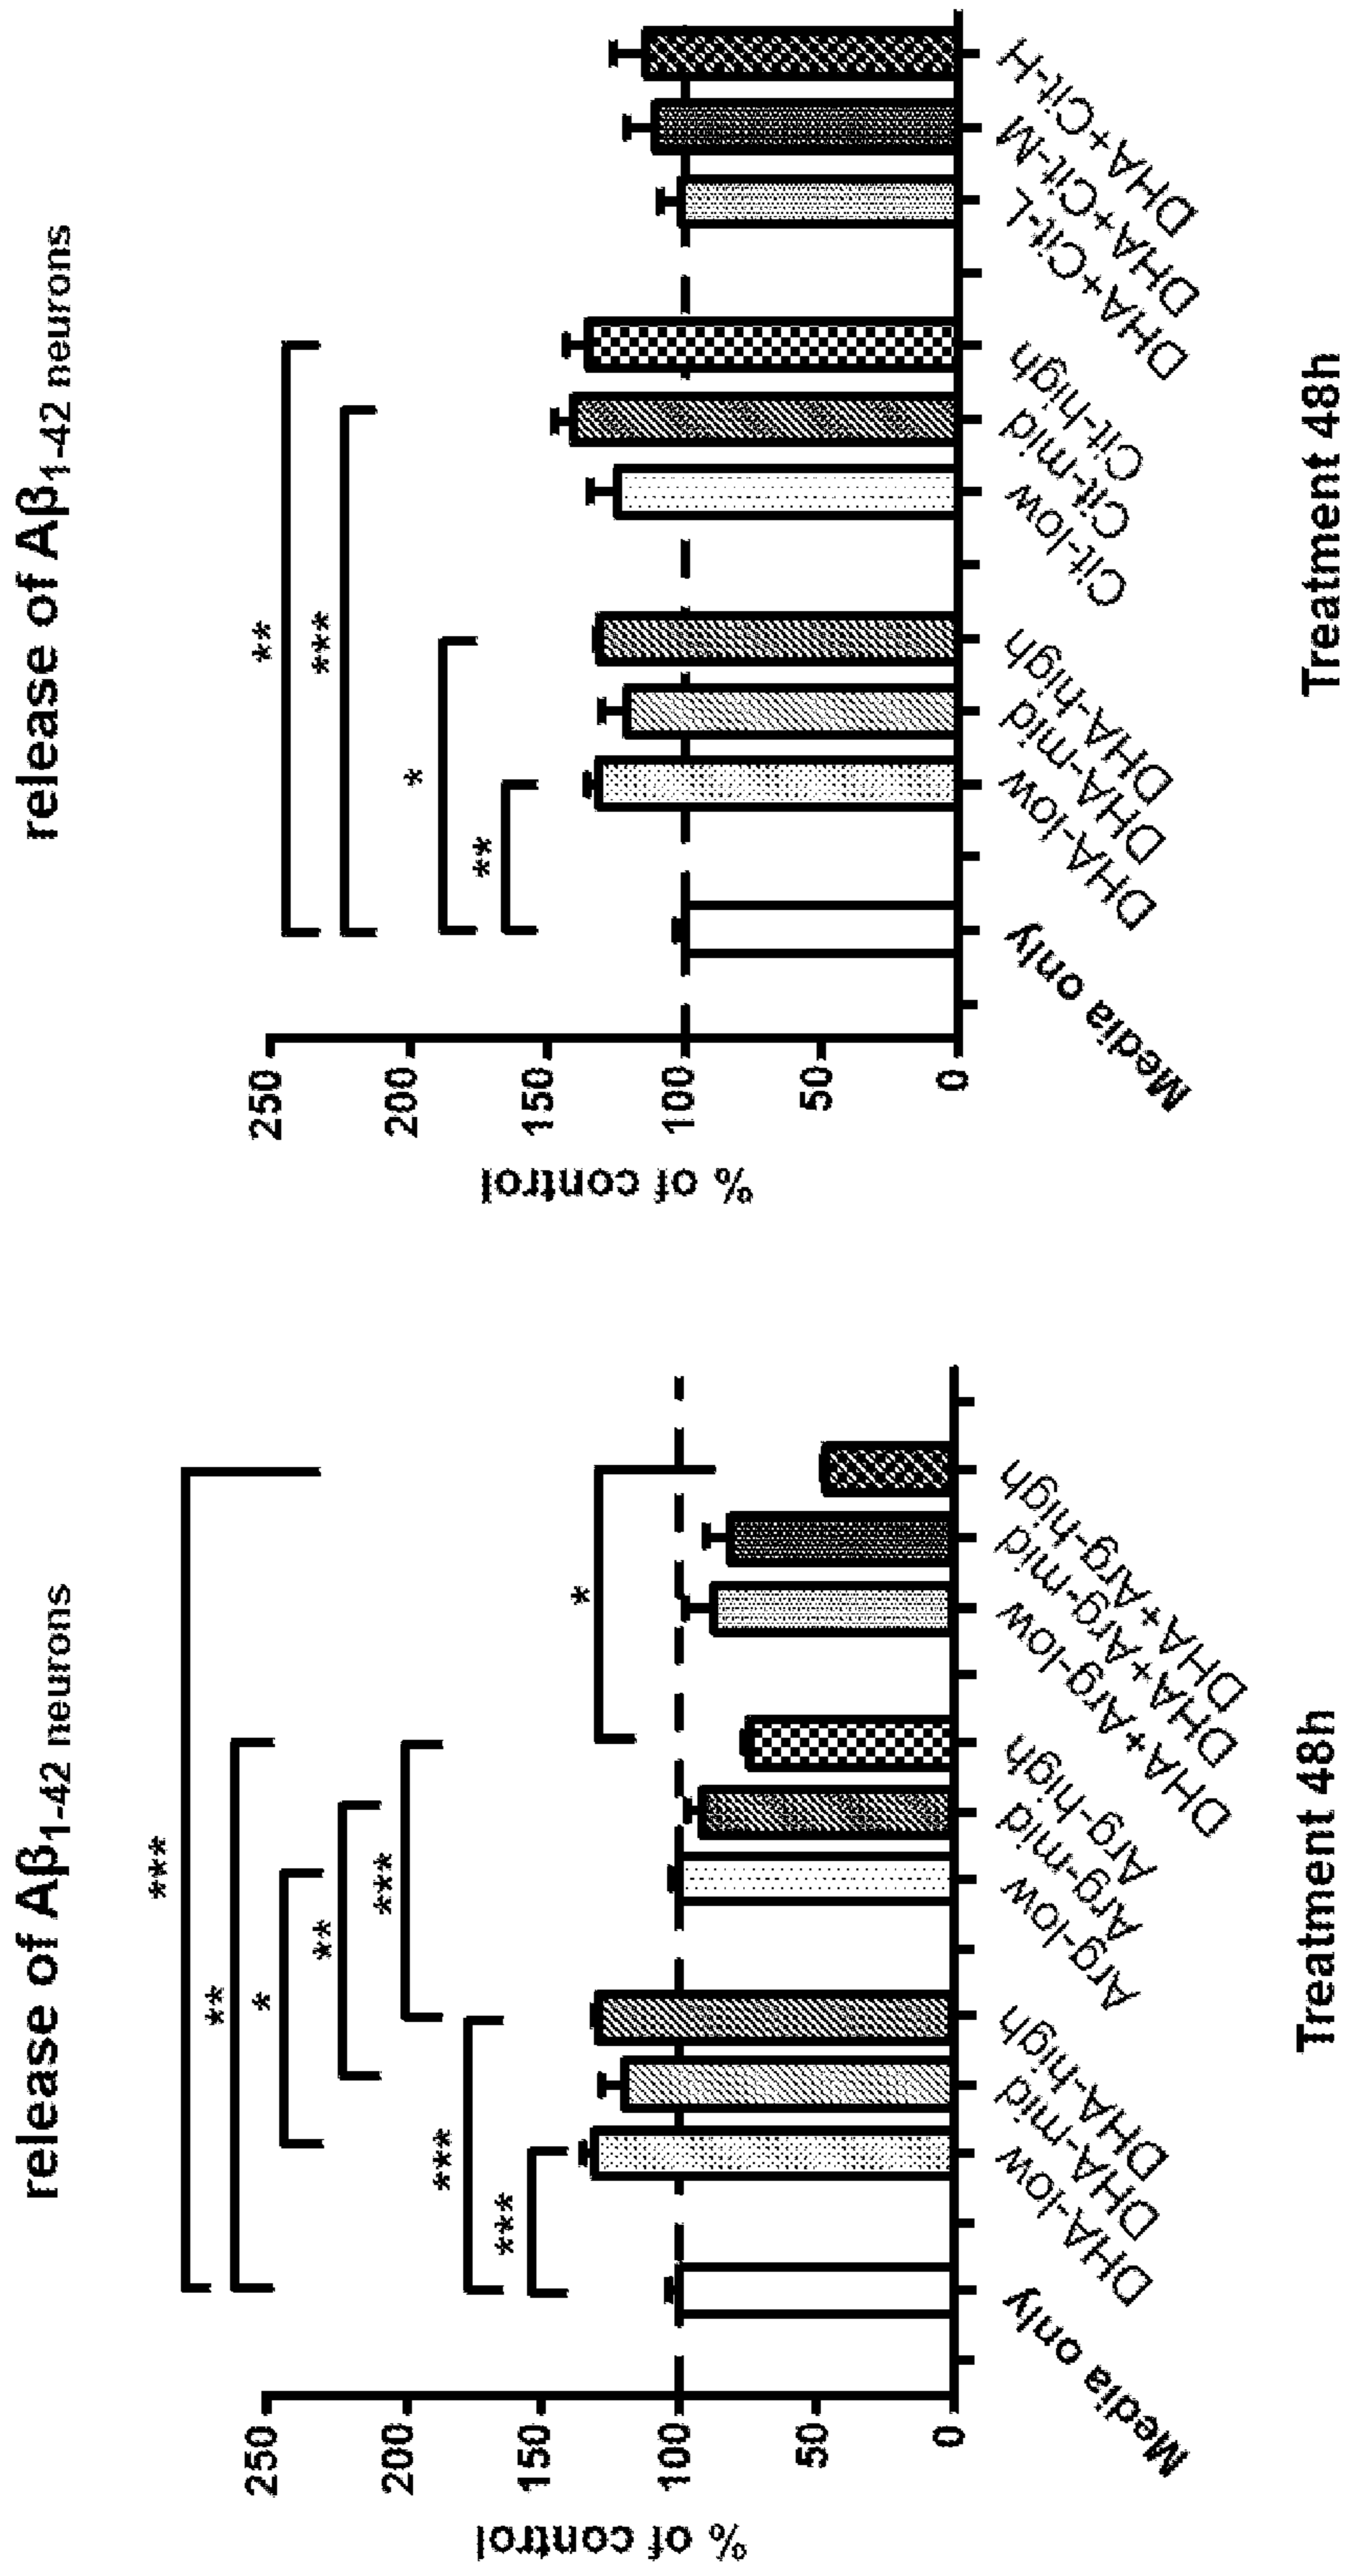 release of Aβ1-42 neurons
% of control
250
200
150
100
50
0
***
**
*
**
***
***
***
*
Media only
DHA-low
DHA-mid
DHA-high
Arg-low
Arg-mid
Arg-high
DHA+Arg-low
DHA+Arg-mid
DHA+Arg-high
Treatment 48h
release of Aβ1-42 neurons
% of control
250
200
150
100
50
0
**
***
*
**
Media only
DHA-low
DHA-mid
DHA-high
Cit-low
Cit-mid
Cit-high
DHA+Cit-L
DHA+Cit-M
DHA+Cit-H
Treatment 48h